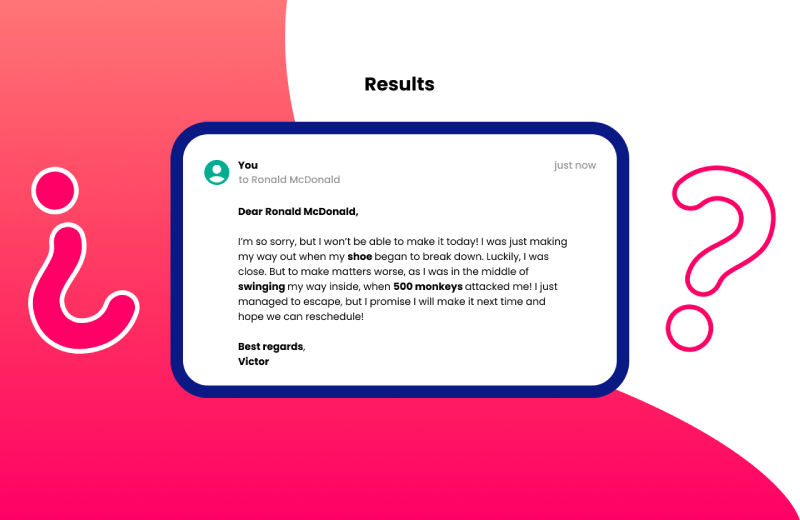 Results
You
just now
to Ronald McDonald
Dear Ronald McDonald,
I'm so sorry, but I won't be able to make it today! I was just making
my way out when my shoe began to break down. Luckily, I was
close. But to make matters worse, as I was in the middle of
swinging my way inside, when 500 monkeys attacked me! I just
managed to escape, but I promise I will make it next time and
hope we can reschedule!
Best regards,
Victor
¿
?